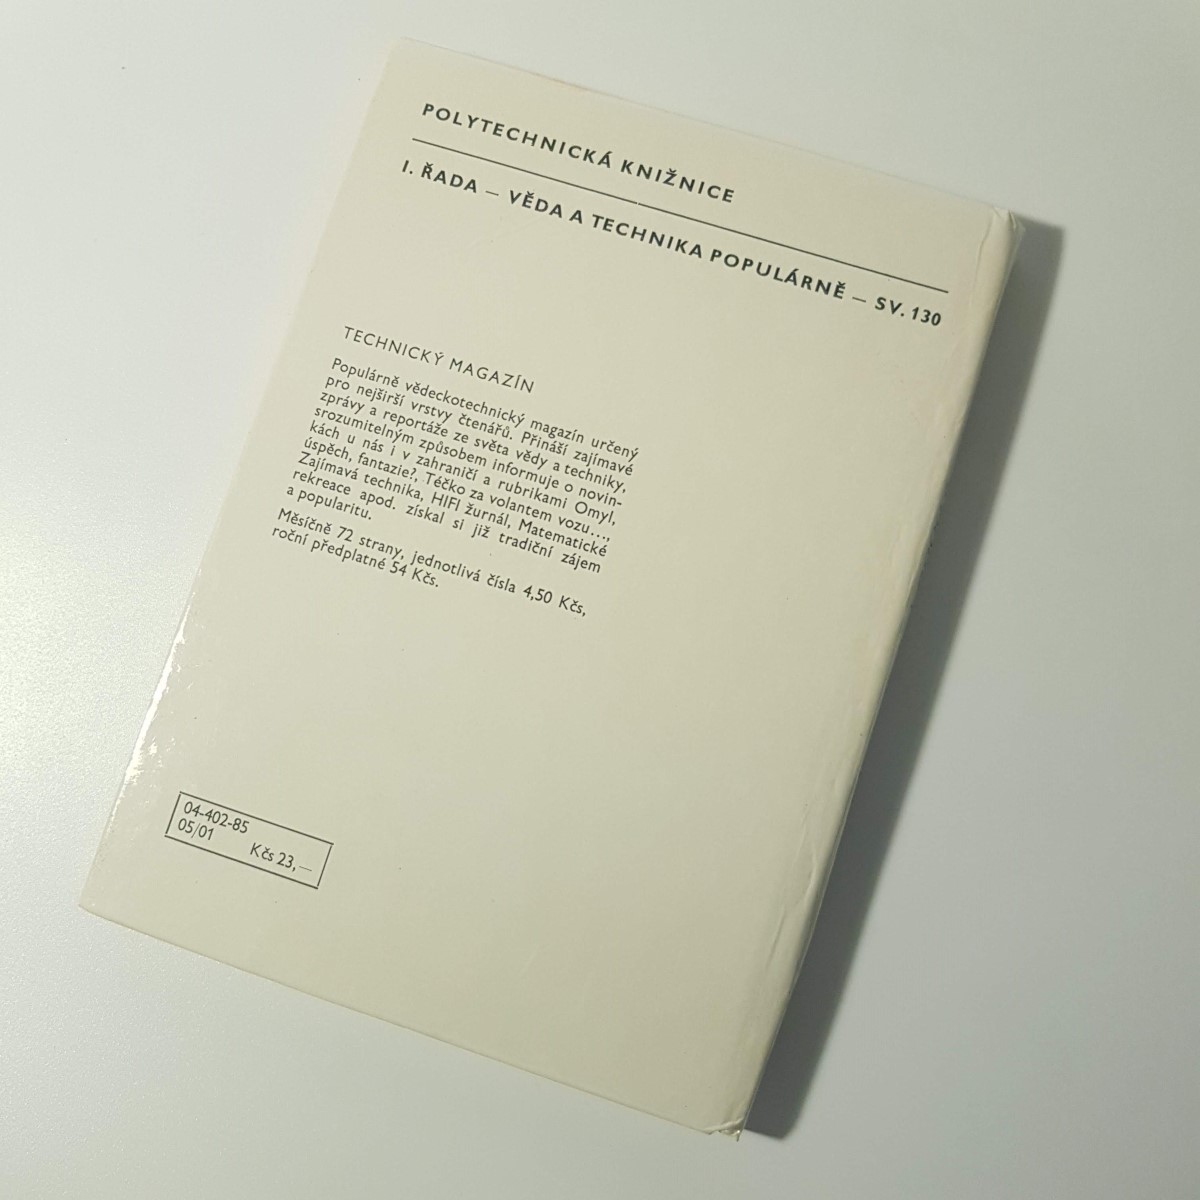 POLYTECHNICKÁ KNIŽNICE
I. ŘADA — VĚDA A TECHNIKA POPULÁRNĚ — SV. 130
TECHNICKÝ MAGAZÍN
Populárně vědeckotechnický magazín určený
pro nejširší vrstvy čtenářů. Přináší zajímavé
zprávy a reportáže ze světa vědy a techniky,
srozumitelným způsobem informuje o novin-
kách u nás i v zahraničí a rubrikami Omyl,
úspěch, fantazie?, Téčko za volantem vozu...,
Zajímavá technika, HIFI žurnál, Matematické
rekreace apod. získal si již tradiční zájem
a popularitu.
Měsíčně 72 strany, jednotlivá čísla 4,50 Kčs,
roční předplatné 54 Kčs.
04-402-85
05/01
Kčs 23,—